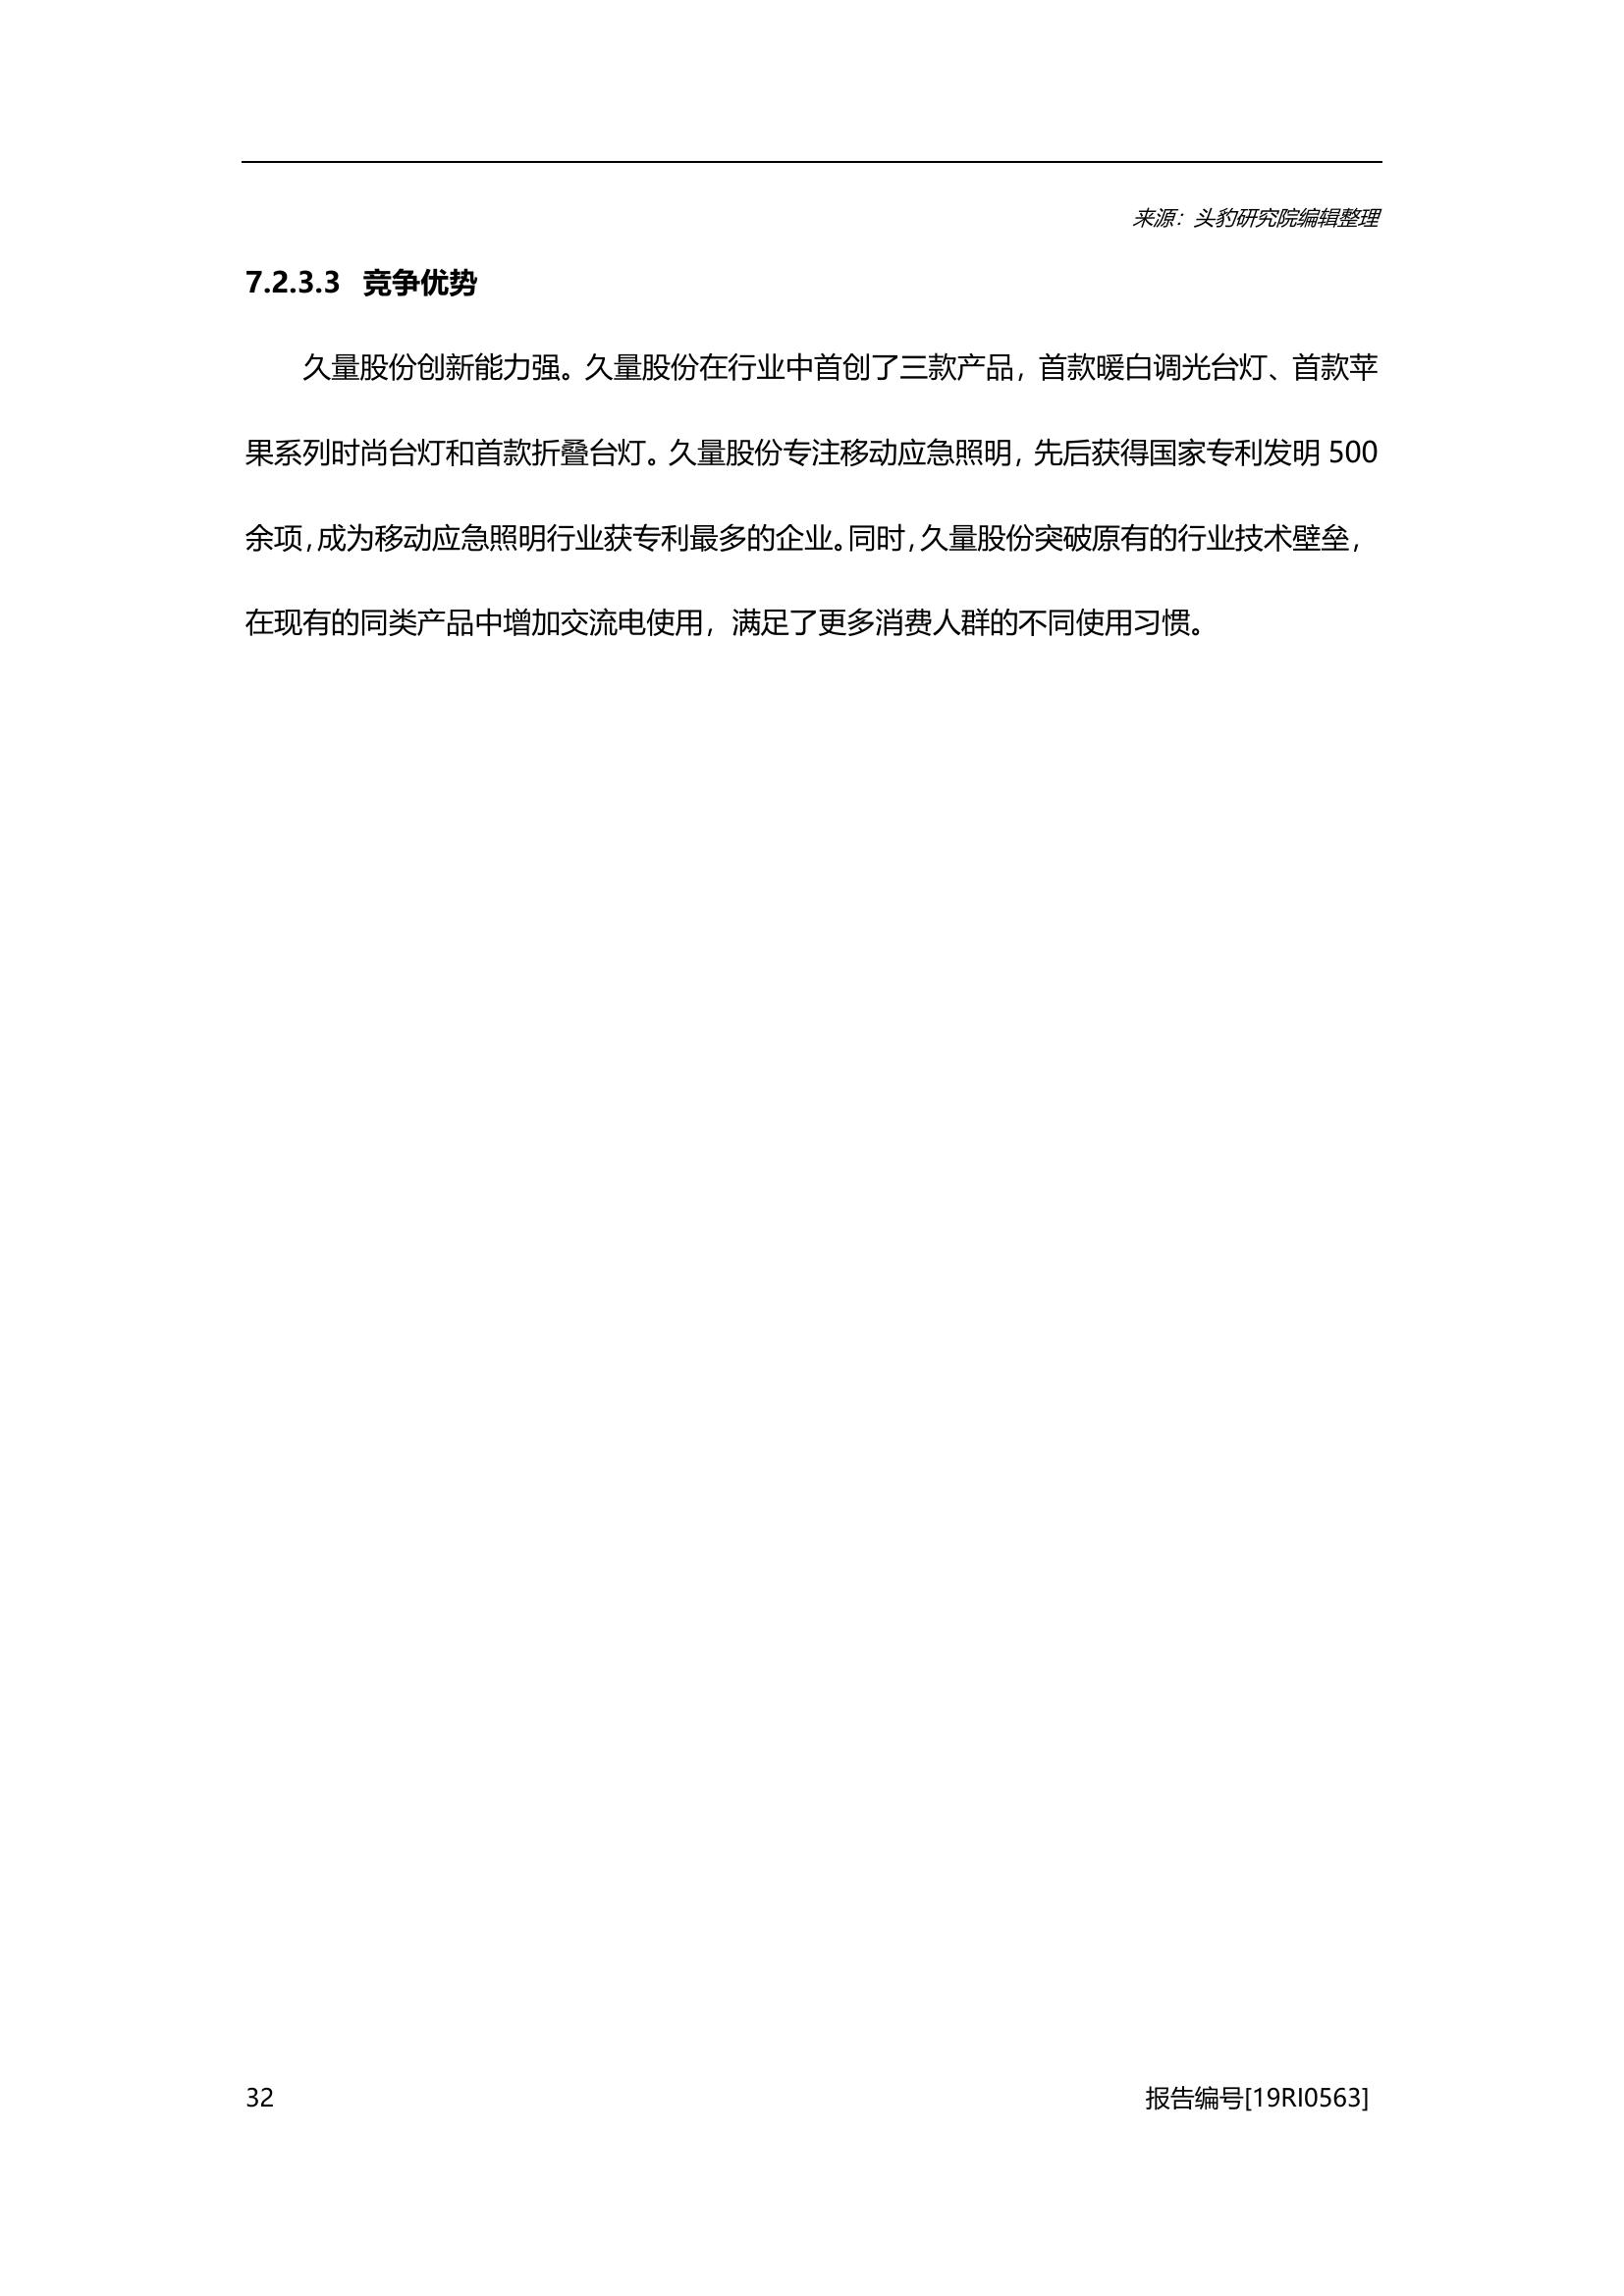 来源：头豹研究院编辑整理
7.2.3.3 竞争优势
久量股份创新能力强。久量股份在行业中首创了三款产品，首款暖白调光台灯、首款苹
果系列时尚台灯和首款折叠台灯。久量股份专注移动应急照明，先后获得国家专利发明 500
余项，成为移动应急照明行业获专利最多的企业。同时，久量股份突破原有的行业技术壁垒，
在现有的同类产品中增加交流电使用，满足了更多消费人群的不同使用习惯。
32 报告编号[19RI0563]